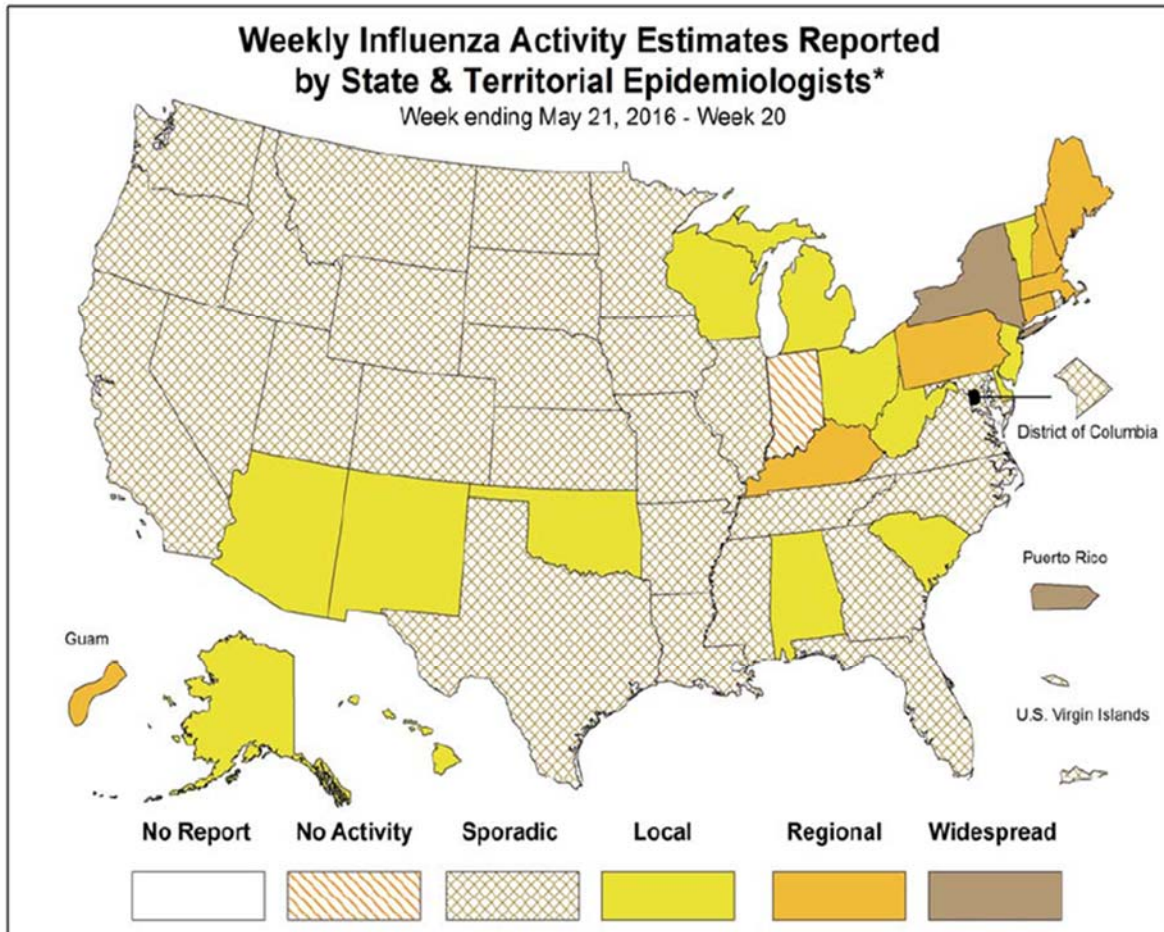 Weekly Influenza Activity Estimates Reported
by State & Territorial Epidemiologists*
Week ending May 21, 2016 - Week 20
District of Columbia
Puerto Rico
Guam
U.S. Virgin Islands
No Report No Activity Sporadic Local Regional Widespread